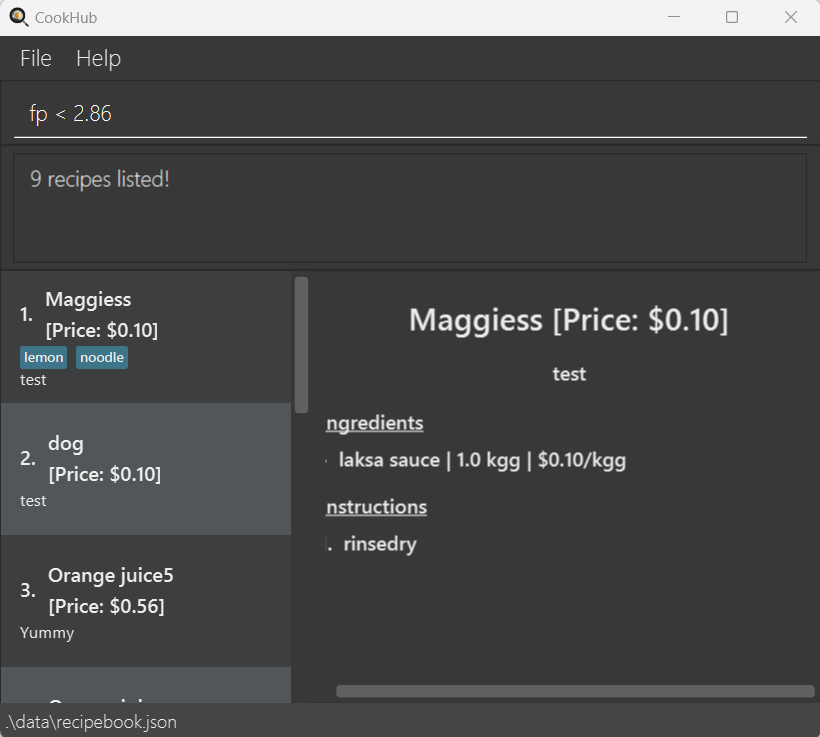 CookHub
File Help
fp < 2.86
9 recipes listed!
1. Maggiess
[Price: $0.10]
lemon noodle
test
2. dog
[Price: $0.10]
test
3. Orange juice5
[Price: $0.56]
Yummy
Maggiess [Price: $0.10]
test
ngredients
laksa sauce | 1.0 kgg | $0.10/kgg
nstructions
. rinsedry
.\data\recipebook.json